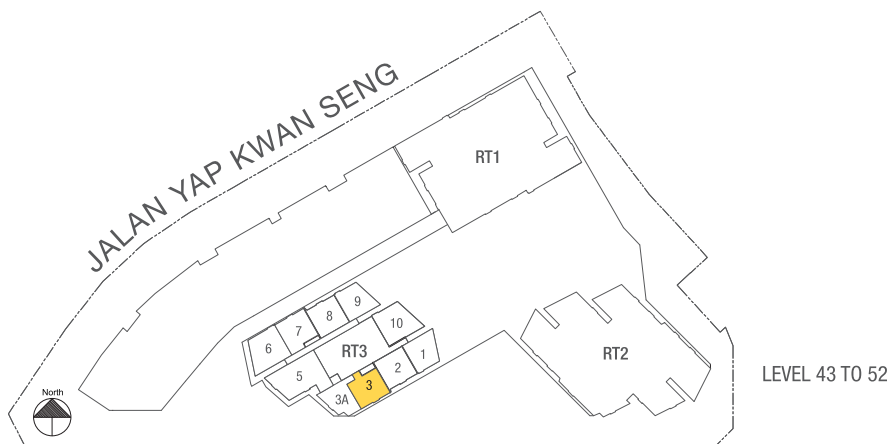 JALAN YAP KWAN SENG
RT1
9
8
7
6
10
RT3
1
2
5
3
3A
RT2
LEVEL 43 TO 52
North